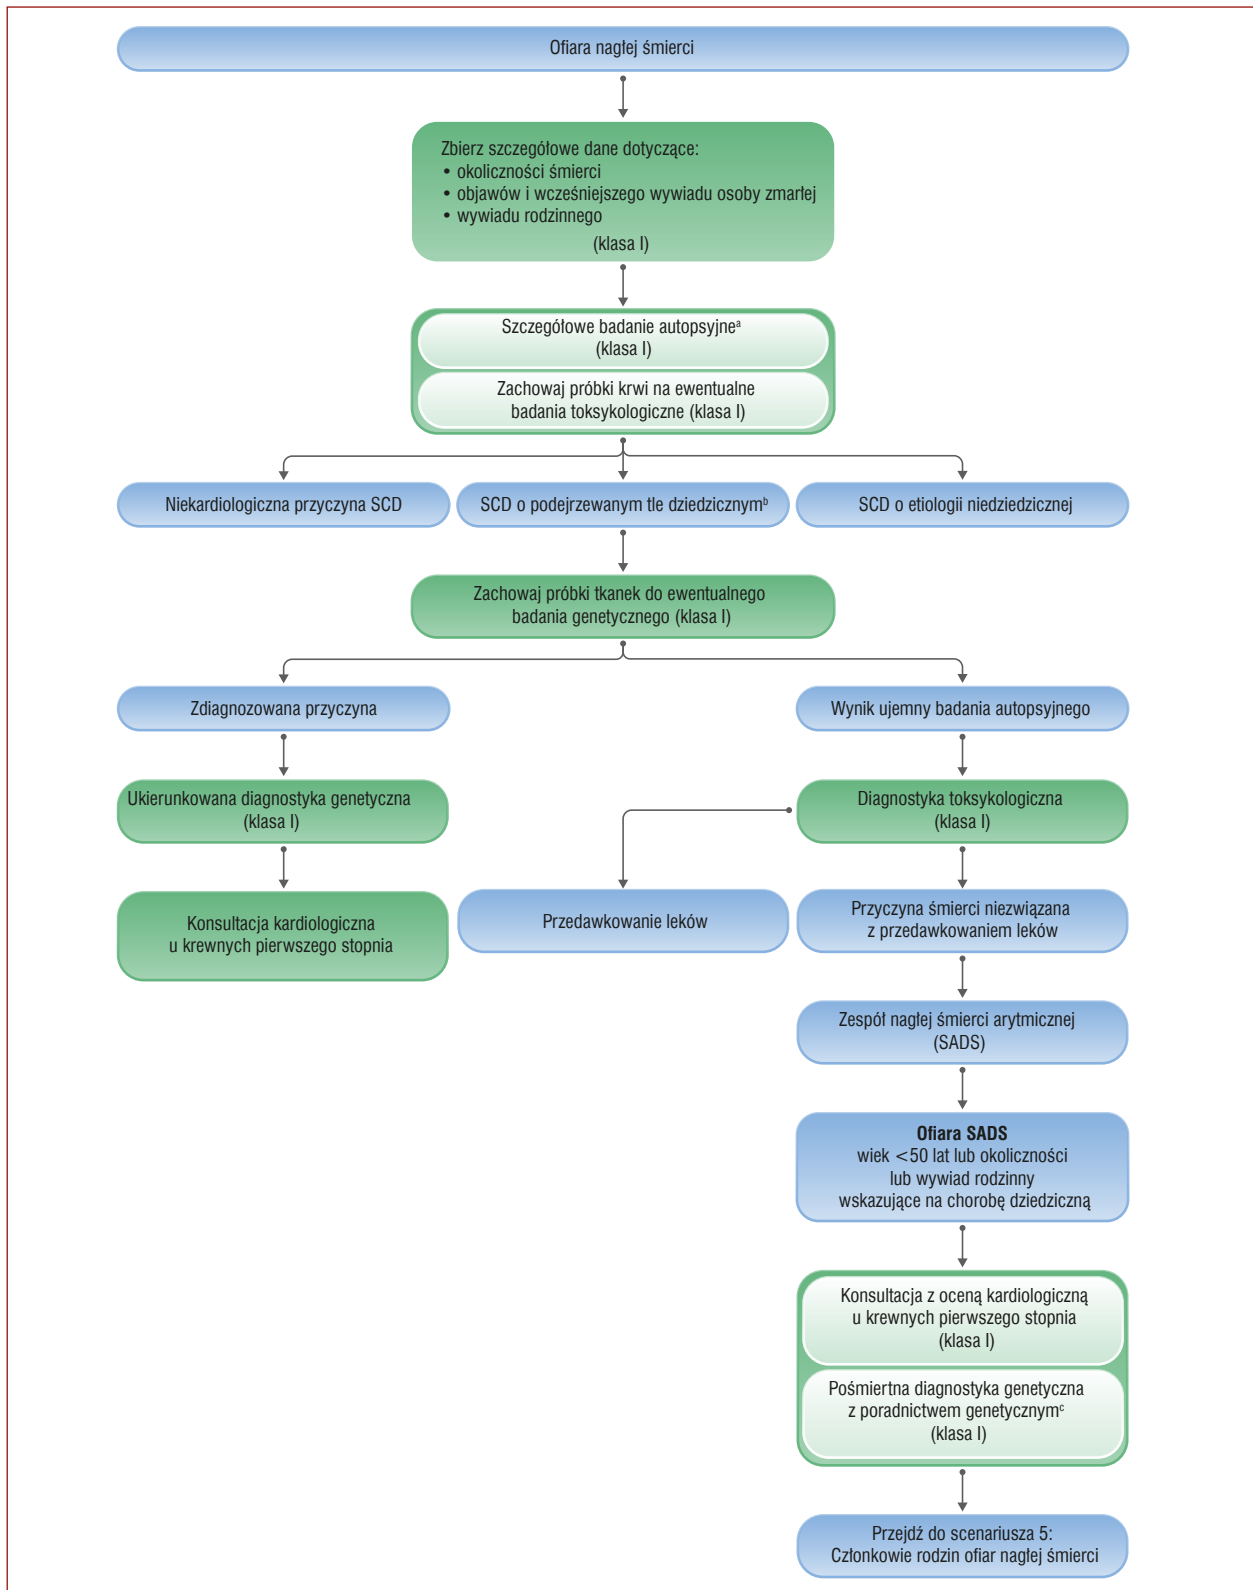 Ofiara nagłej śmierci
Zbierz szczegółowe dane dotyczące:
• okoliczności śmierci
• objawów i wcześniejszego wywiadu osoby zmarłej
• wywiadu rodzinnego
(klasa I)
Szczegółowe badanie autopsyjneᵃ
(klasa I)
Zachowaj próbki krwi na ewentualne
badania toksykologiczne (klasa I)
Niekardiologiczna przyczyna SCD
SCD o podejrzewanym tle dziedzicznymᵇ
SCD o etiologii niedziedzicznej
Zachowaj próbki tkanek do ewentualnego
badania genetycznego (klasa I)
Zdiagnozowana przyczyna
Wynik ujemny badania autopsyjnego
Ukierunkowana diagnostyka genetyczna
(klasa I)
Diagnostyka toksykologiczna
(klasa I)
Konsultacja kardiologiczna
u krewnych pierwszego stopnia
Przedawkowanie leków
Przyczyna śmierci niezwiązana
z przedawkowaniem leków
Zespół nagłej śmierci arytmicznej
(SADS)
Ofiara SADS
wiek <50 lat lub okoliczności
lub wywiad rodzinny
wskazujące na chorobę dziedziczną
Konsultacja z oceną kardiologiczną
u krewnych pierwszego stopnia
(klasa I)
Pośmiertna diagnostyka genetyczna
z poradnictwem genetycznymᶜ
(klasa I)
Przejdź do scenariusza 5:
Członkowie rodzin ofiar nagłej śmierci